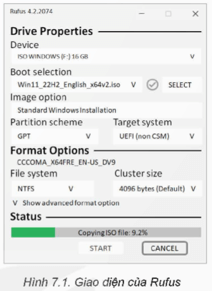 Rufus 4.2.2074
Drive Properties
Device
ISO WINDOWS (F:) 16 GB
Boot selection
Win11_22H2_English_x64v2.iso
SELECT
Image option
Standard Windows Installation
Partition scheme Target system
GPT UEFI (non CSM)
Format Options
CCCOMA_X64FRE_EN-US_DV9
File system Cluster size
NTFS 4096 bytes (Default)
Show advanced format option
Status
Copying ISO file: 9.2%
START CANCEL
Hình 7.1. Giao diện của Rufus